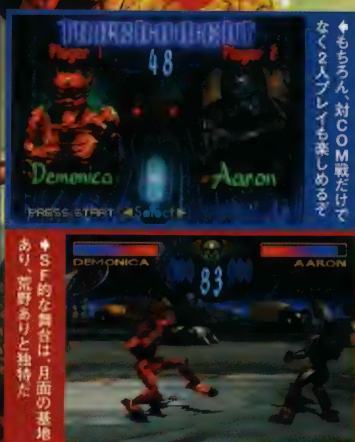 Player 1
Player 2
48
Demonica
Aaron
PRESS START ◀Select▶
↑もちろん、対COM戦だけで
なく2人プレイも楽しめるぞ
DEMONICA
AARON
83
↑SF的な舞台は、月面の基地
あり、荒野ありと独特だ